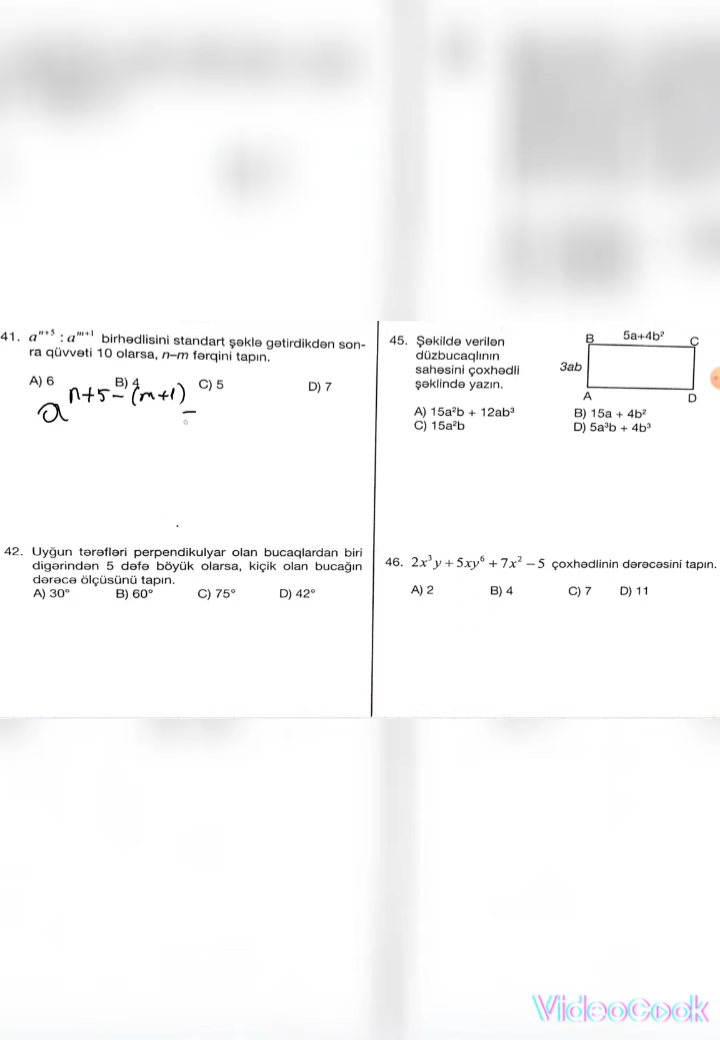 41. aⁿ⁺⁵ : aᵐ⁺¹ birhədlisini standart şəklə gətirdikdən son-
ra qüvvəti 10 olarsa, n–m fərqini tapın.
A) 6 B) 4 C) 5 D) 7
a^(n+5-(m+1)) =
42. Uyğun tərəfləri perpendikulyar olan bucaqlardan biri
digərindən 5 dəfə böyük olarsa, kiçik olan bucağın
dərəcə ölçüsünü tapın.
A) 30° B) 60° C) 75° D) 42°
45. Şəkildə verilən
düzbucaqlının
sahəsini çoxhədli
şəklində yazın.
B 5a+4b² C
3ab
A D
A) 15a²b + 12ab³ B) 15a + 4b²
C) 15a²b D) 5a³b + 4b³
46. 2x³y + 5xy⁶ + 7x² – 5 çoxhədlinin dərəcəsini tapın.
A) 2 B) 4 C) 7 D) 11
VideoCook